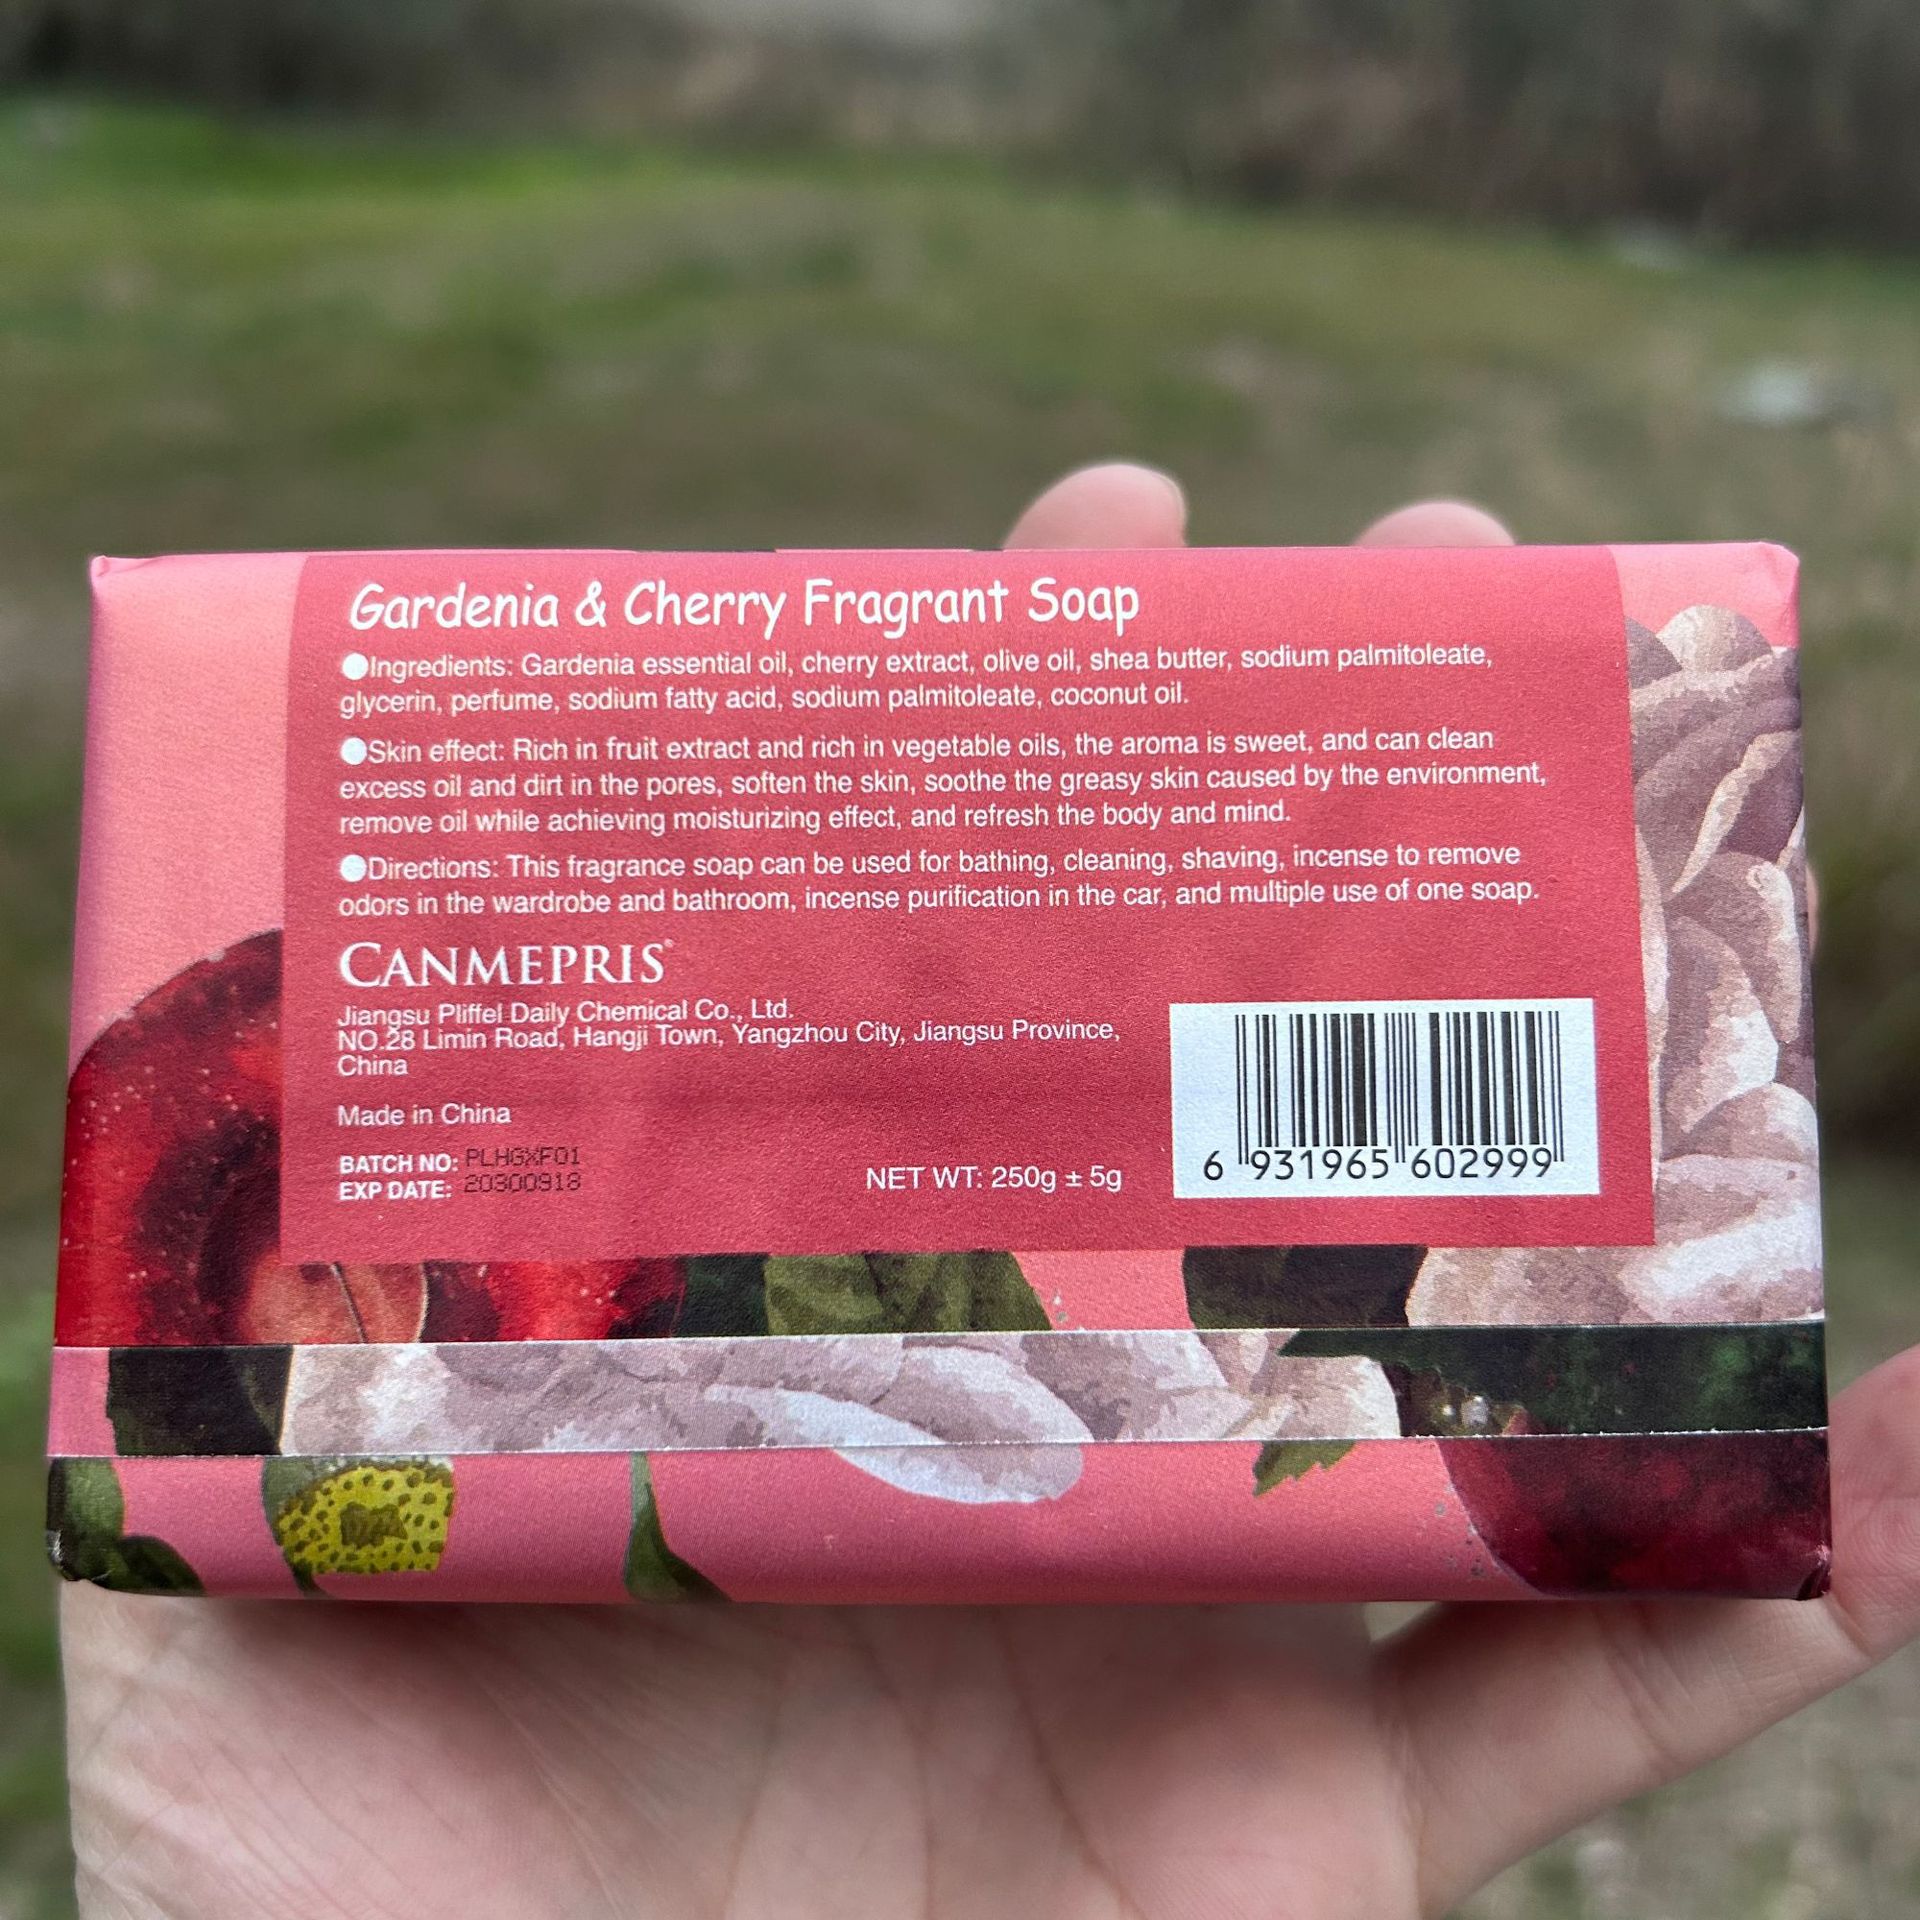 Gardenia & Cherry Fragrant Soap
●Ingredients: Gardenia essential oil, cherry extract, olive oil, shea butter, sodium palmitoleate,
glycerin, perfume, sodium fatty acid, sodium palmitoleate, coconut oil.
●Skin effect: Rich in fruit extract and rich in vegetable oils, the aroma is sweet, and can clean
excess oil and dirt in the pores, soften the skin, soothe the greasy skin caused by the environment,
remove oil while achieving moisturizing effect, and refresh the body and mind.
●Directions: This fragrance soap can be used for bathing, cleaning, shaving, incense to remove
odors in the wardrobe and bathroom, incense purification in the car, and multiple use of one soap.
CANMEPRIS®
Jiangsu Pliffel Daily Chemical Co., Ltd.
NO.28 Limin Road, Hangji Town, Yangzhou City, Jiangsu Province,
China
Made in China
BATCH NO: PLHGXF01
EXP DATE: 20300918
NET WT: 250g ± 5g
6 931965 602999